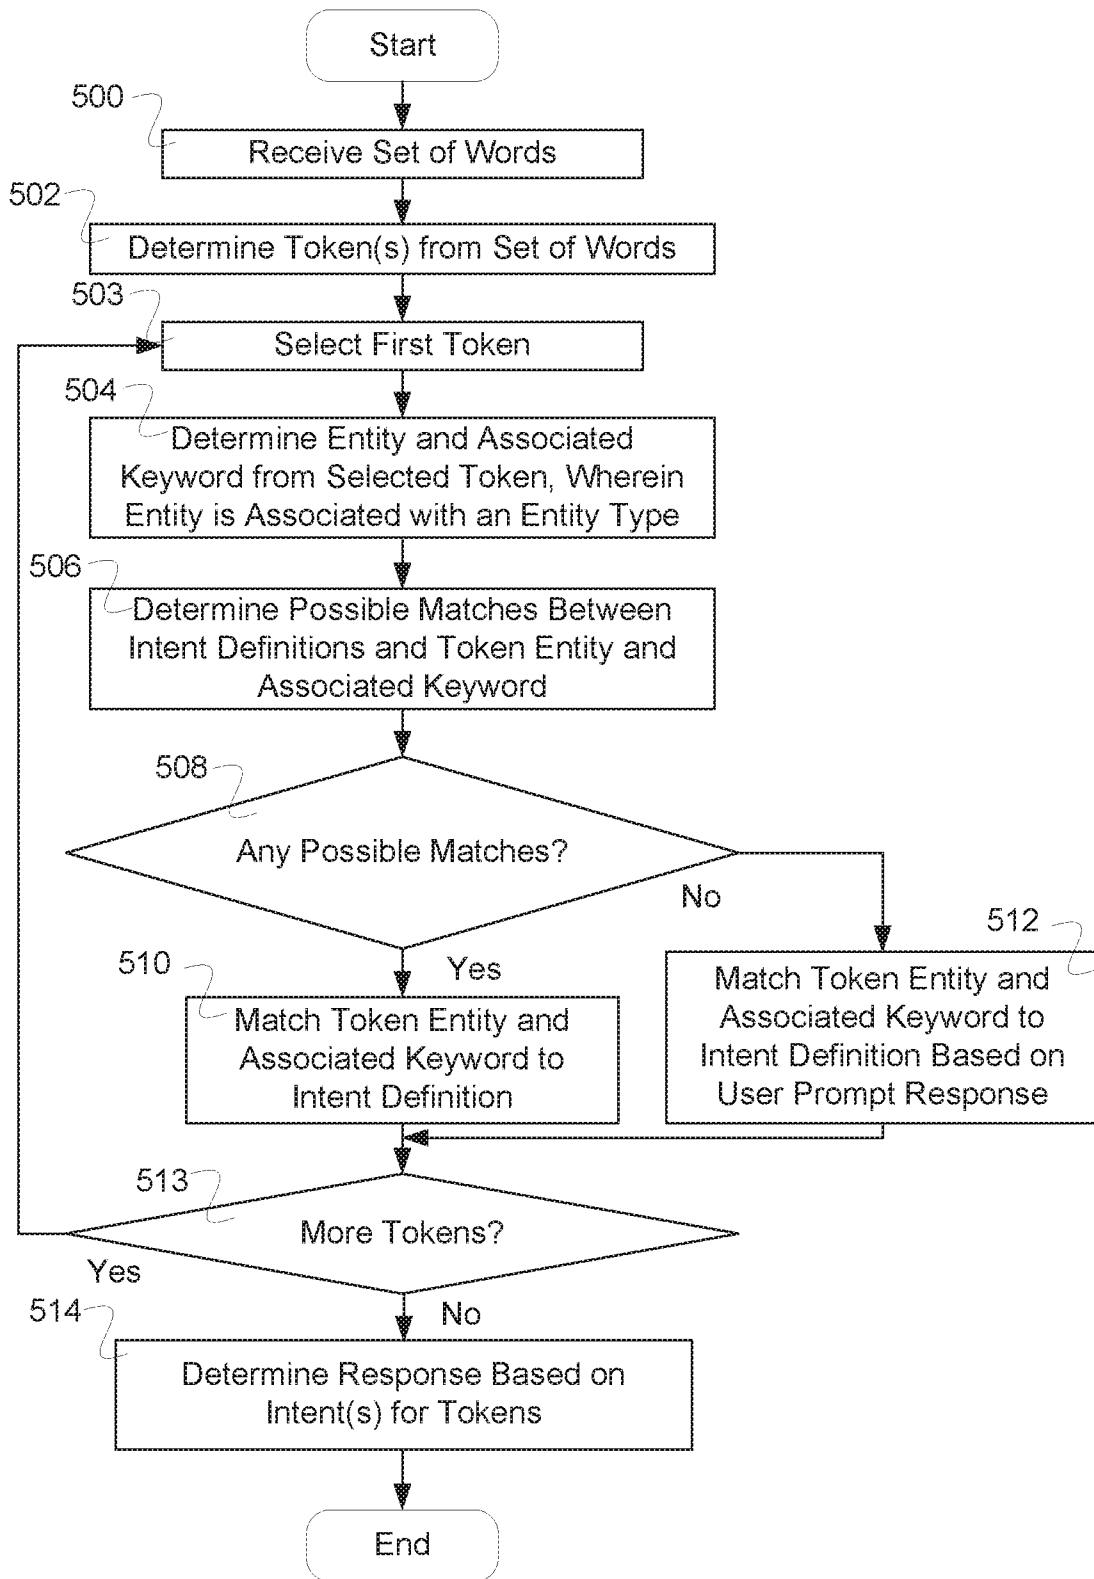 Start
500
Receive Set of Words
502
Determine Token(s) from Set of Words
503
Select First Token
504
Determine Entity and Associated
Keyword from Selected Token, Wherein
Entity is Associated with an Entity Type
506
Determine Possible Matches Between
Intent Definitions and Token Entity and
Associated Keyword
508
Any Possible Matches?
No
Yes
512
Match Token Entity and
Associated Keyword to
Intent Definition Based on
User Prompt Response
510
Match Token Entity and
Associated Keyword to
Intent Definition
513
More Tokens?
Yes
No
514
Determine Response Based on
Intent(s) for Tokens
End